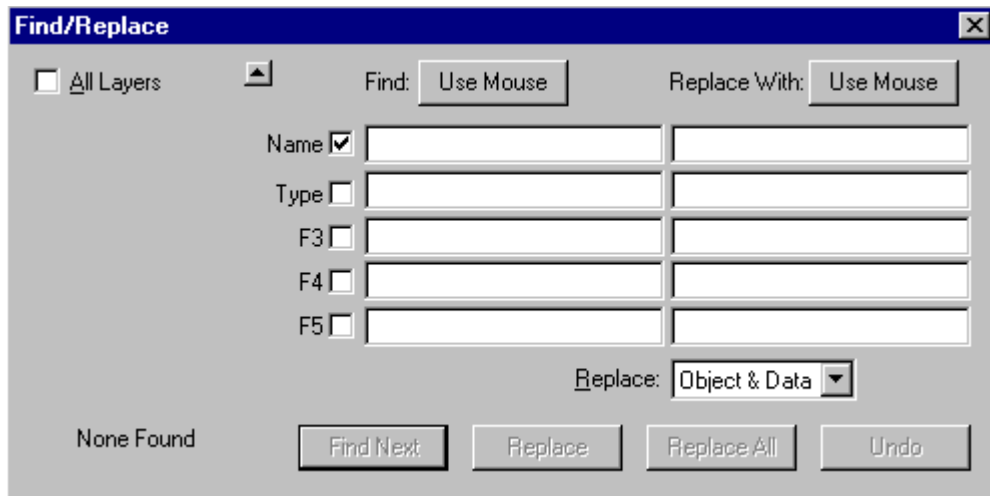 Find/Replace
All Layers Find: Use Mouse Replace With: Use Mouse
Name
Type
F3
F4
F5
Replace: Object & Data
None Found Find Next Replace Replace All Undo